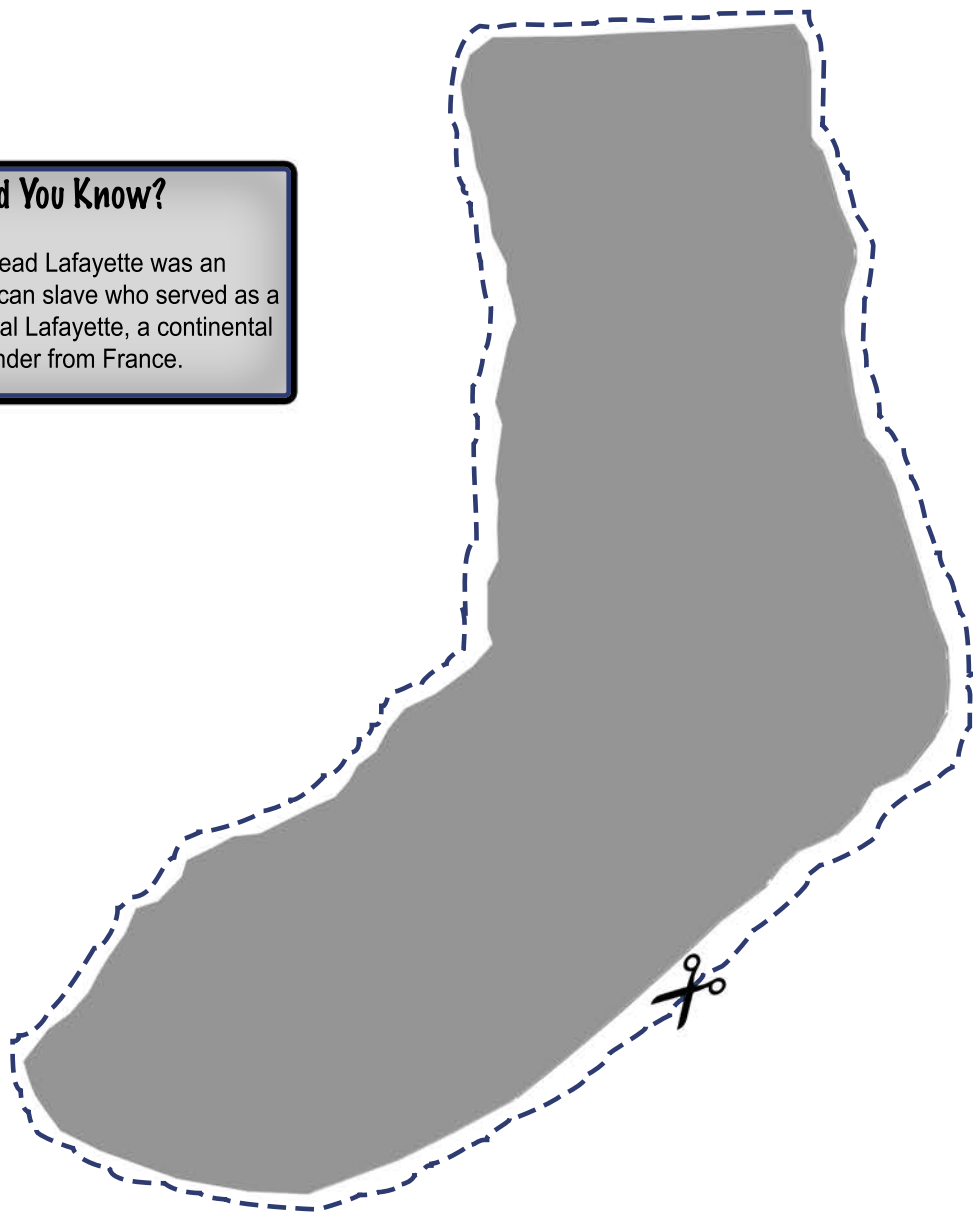 d You Know?
ead Lafayette was an
can slave who served as a
al Lafayette, a continental
nder from France.